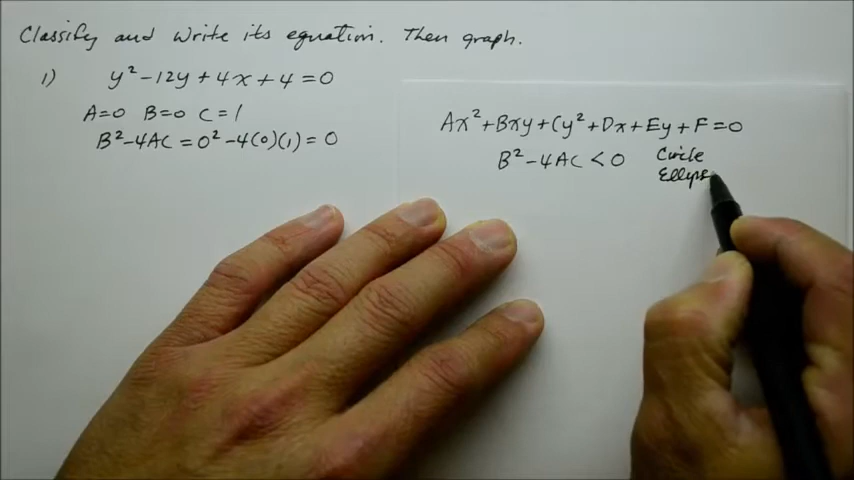 Classify and write its equation. Then graph.
1) y² - 12y + 4x + 4 = 0
A=0 B=0 C=1
B² - 4AC = 0² - 4(0)(1) = 0
Ax² + Bxy + Cy² + Dx + Ey + F = 0
B² - 4AC < 0 Circle
Ellips